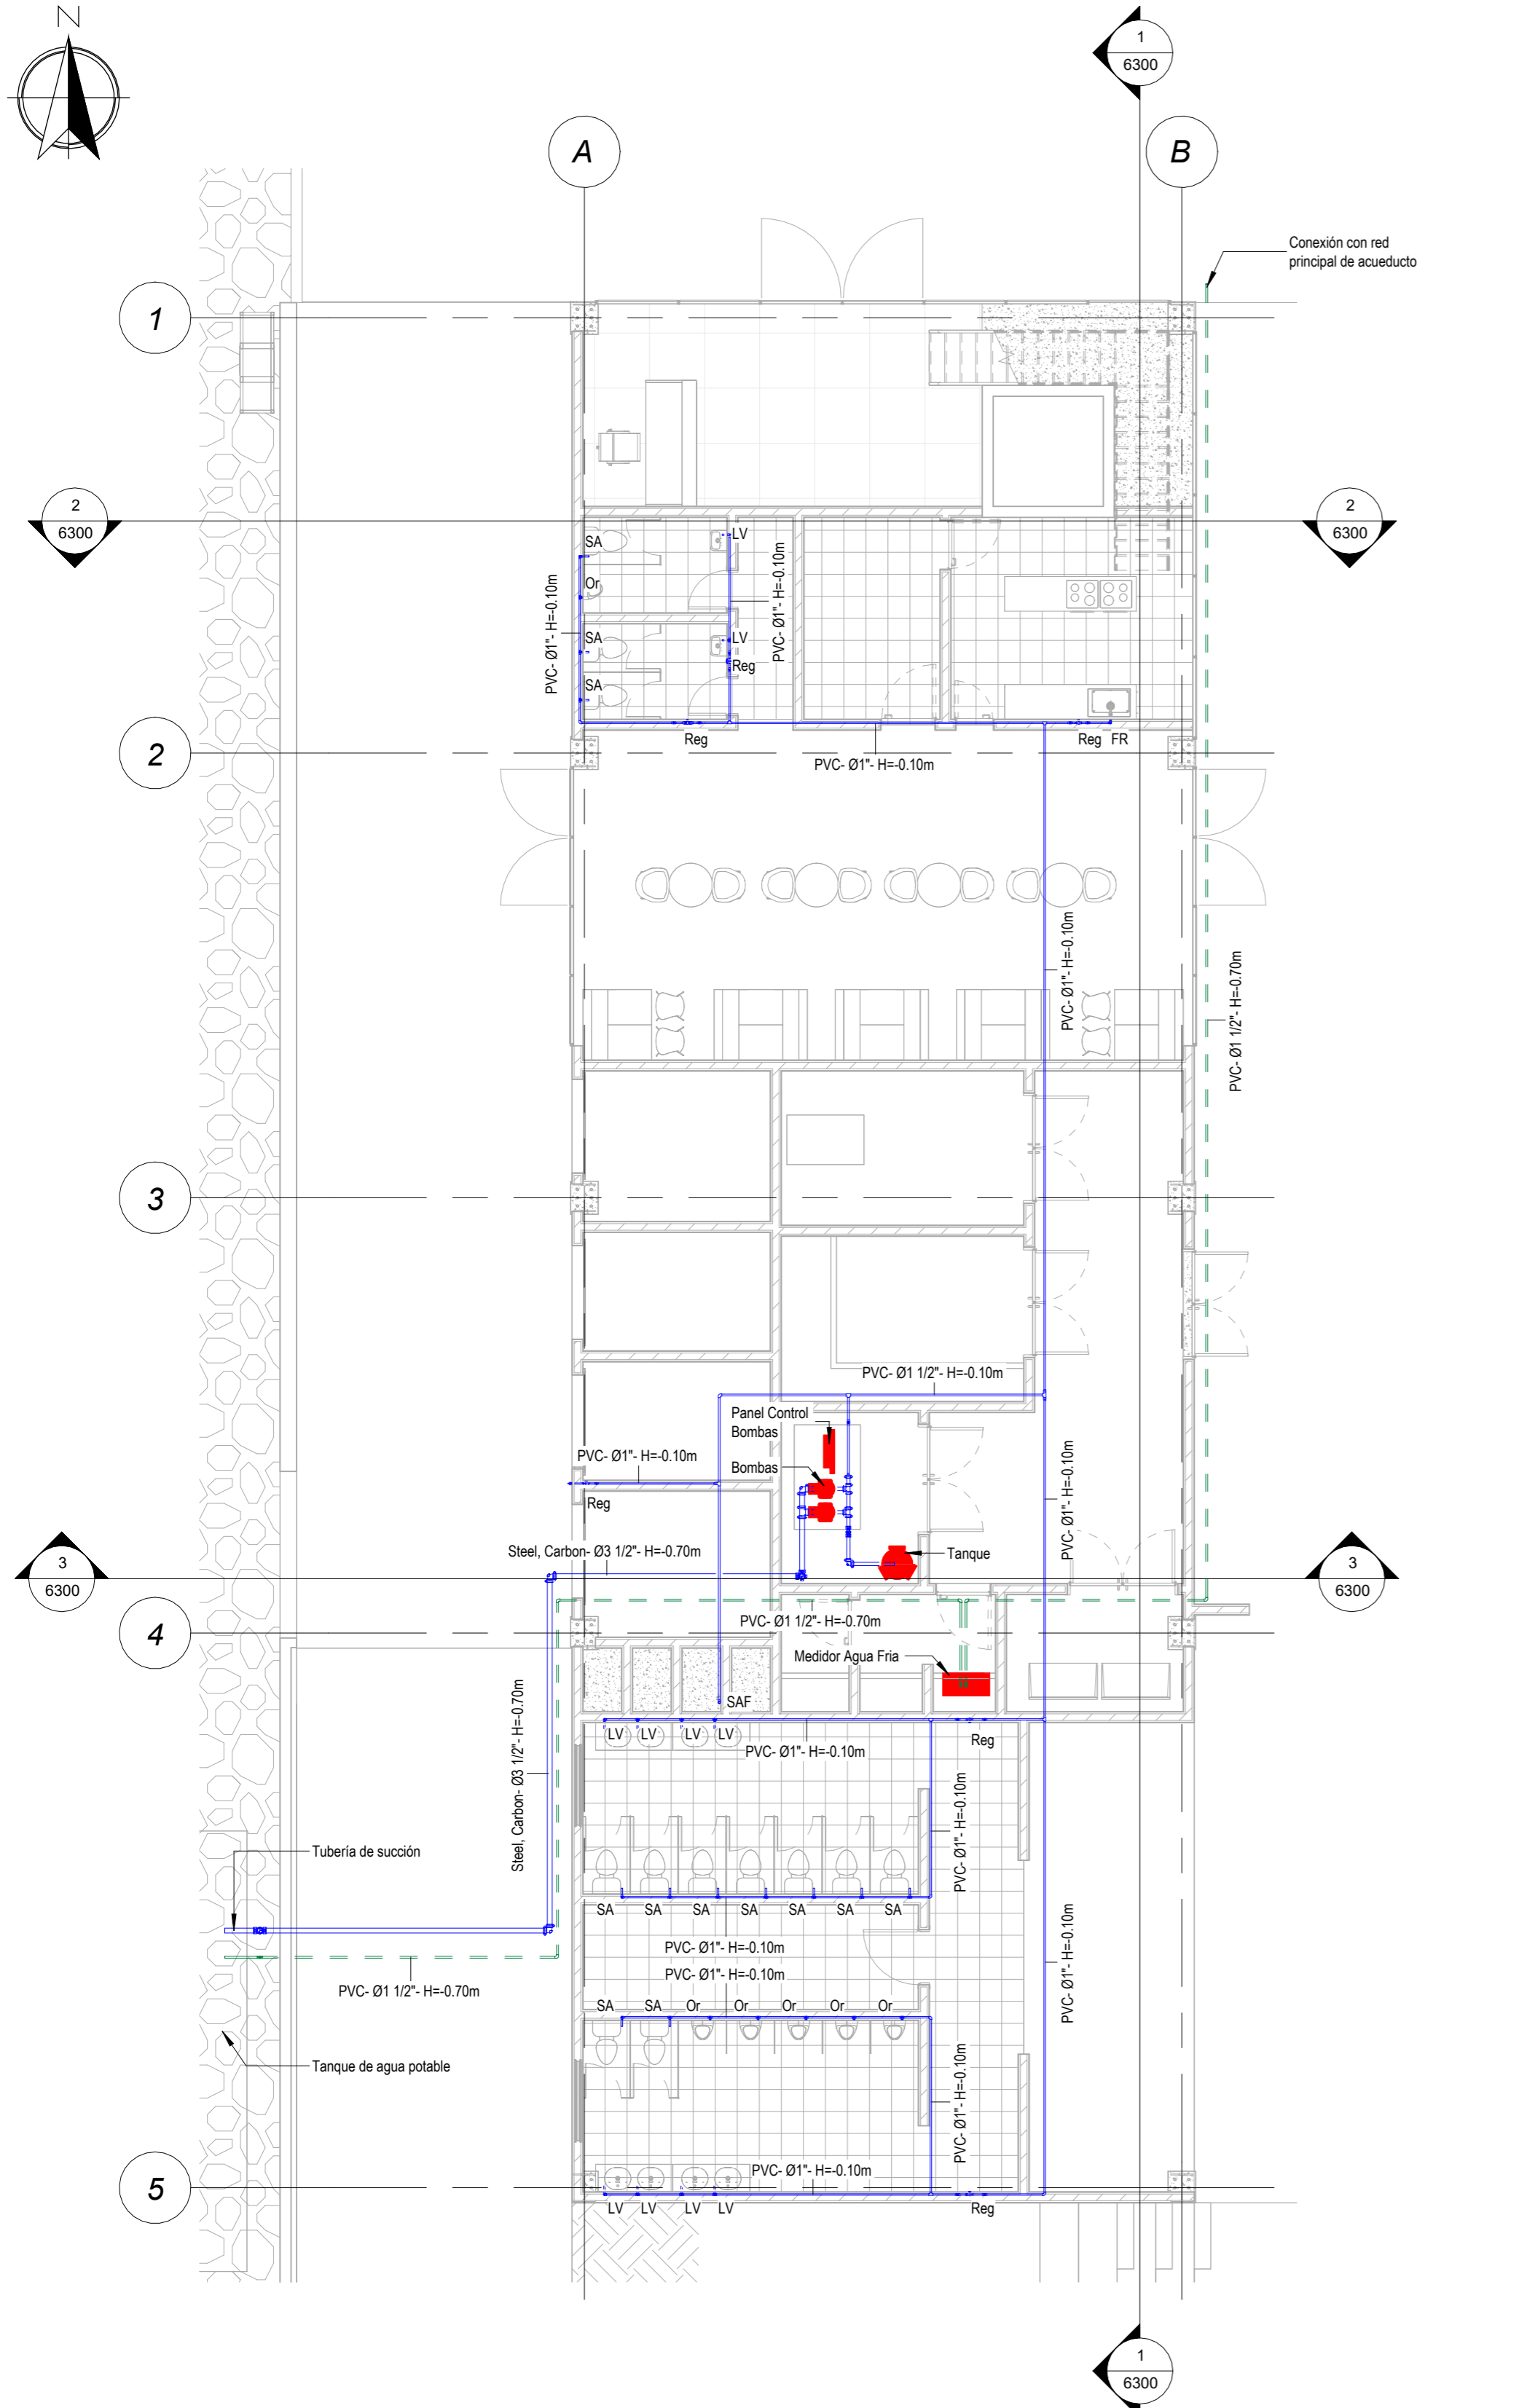 N
1
6300
A
B
Conexión con red
principal de acueducto
1
2
6300
2
6300
SA
LV
Or
PVC- Ø1"- H=-0.10m
PVC- Ø1"- H=-0.10m
SA
LV
Reg
SA
Reg
Reg FR
2
PVC- Ø1"- H=-0.10m
PVC- Ø1"- H=-0.10m
PVC- Ø1 1/2"- H=-0.70m
3
PVC- Ø1 1/2"- H=-0.10m
Panel Control
Bombas
PVC- Ø1"- H=-0.10m
Bombas
Reg
PVC- Ø1"- H=-0.10m
Steel, Carbon- Ø3 1/2"- H=-0.70m
Tanque
3
6300
3
6300
4
PVC- Ø1 1/2"- H=-0.70m
Medidor Agua Fria
SAF
Steel, Carbon- Ø3 1/2"- H=-0.70m
LV LV LV LV
Reg
PVC- Ø1"- H=-0.10m
PVC- Ø1"- H=-0.10m
Tubería de succión
SA SA SA SA SA SA SA
PVC- Ø1"- H=-0.10m
PVC- Ø1"- H=-0.10m
PVC- Ø1"- H=-0.10m
PVC- Ø1 1/2"- H=-0.70m
SA SA Or Or Or Or Or
Tanque de agua potable
PVC- Ø1"- H=-0.10m
5
PVC- Ø1"- H=-0.10m
LV LV LV LV
Reg
1
6300